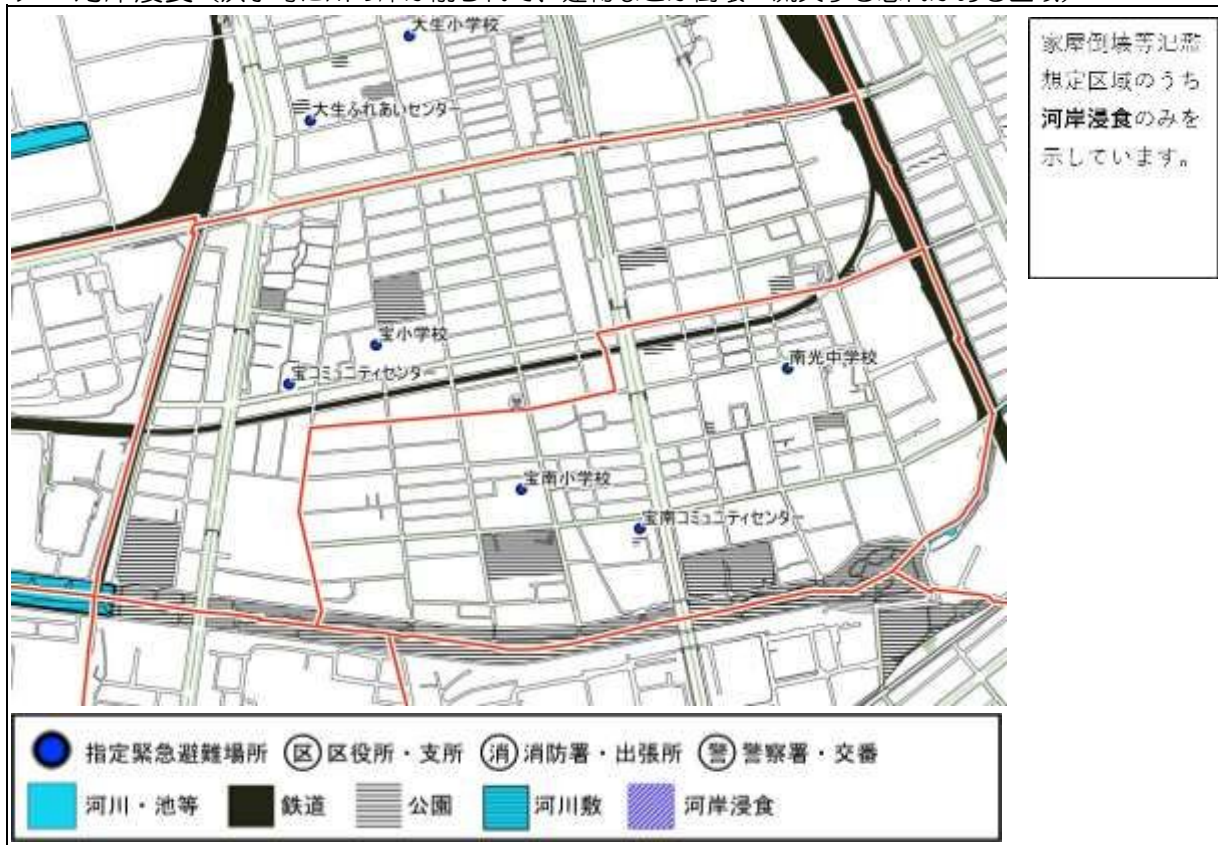 大生小学校
大生ふれあいセンター
宝小学校
宝コミュニティセンター
南光中学校
宝南小学校
宝南コミュニティセンター
家屋倒壊等氾濫
想定区域のうち
河岸浸食のみを
示しています。
指定緊急避難場所 区 区役所・支所 消 消防署・出張所 警 警察署・交番
河川・池等 鉄道 公園 河川敷 河岸浸食